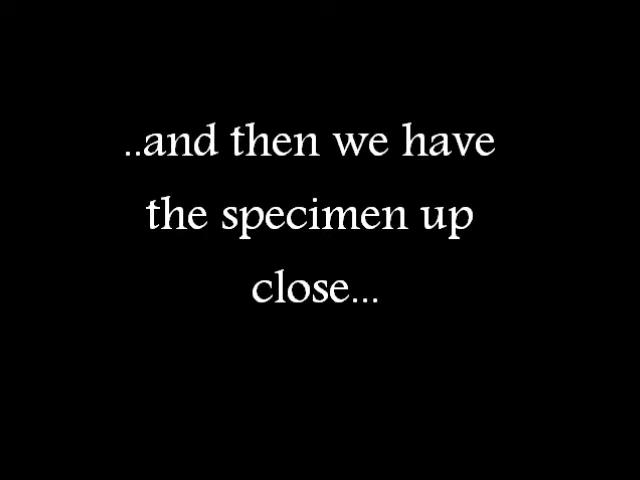 ..and then we have
the specimen up
close...